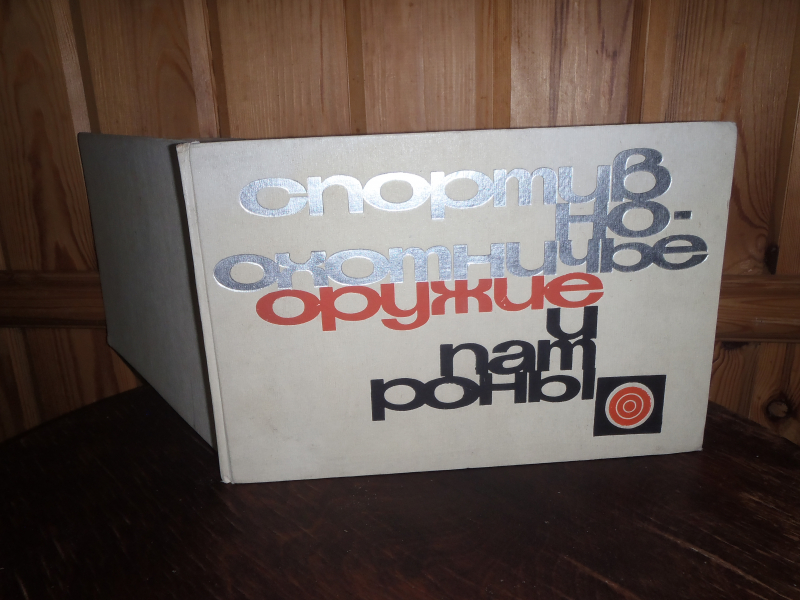 спортив
но-
охотничье
оружие
и
пат
роны